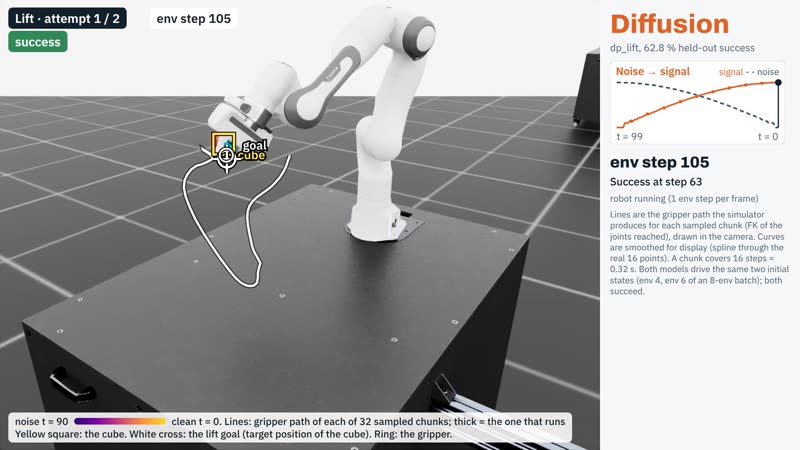 Lift · attempt 1 / 2
env step 105
success
goal
cube
noise t = 90
clean t = 0. Lines: gripper path of each of 32 sampled chunks; thick = the one that runs
Yellow square: the cube. White cross: the lift goal (target position of the cube). Ring: the gripper.
Diffusion
dp_lift, 62.8 % held-out success
Noise → signal
signal - - noise
t = 99
t = 0
env step 105
Success at step 63
robot running (1 env step per frame)
Lines are the gripper path the simulator
produces for each sampled chunk (FK of the
joints reached), drawn in the camera. Curves
are smoothed for display (spline through the
real 16 points). A chunk covers 16 steps =
0.32 s. Both models drive the same two initial
states (env 4, env 6 of an 8-env batch); both
succeed.